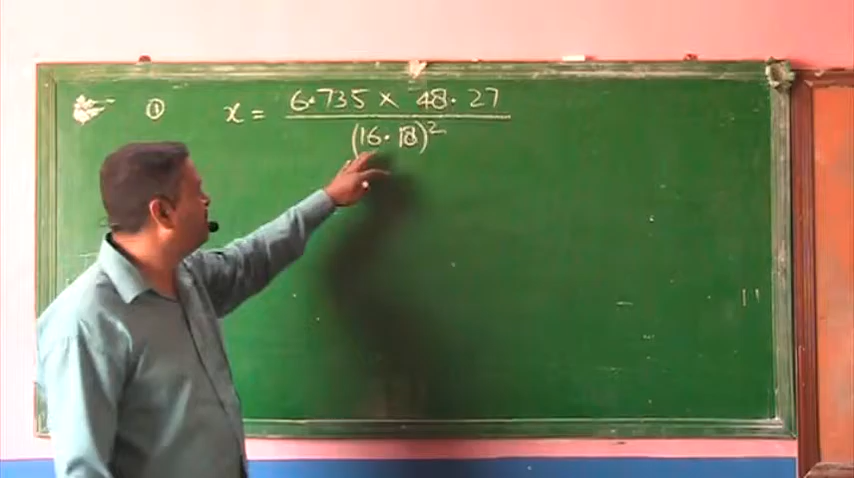 ① x = 6.735 × 48.27
(16.18)²